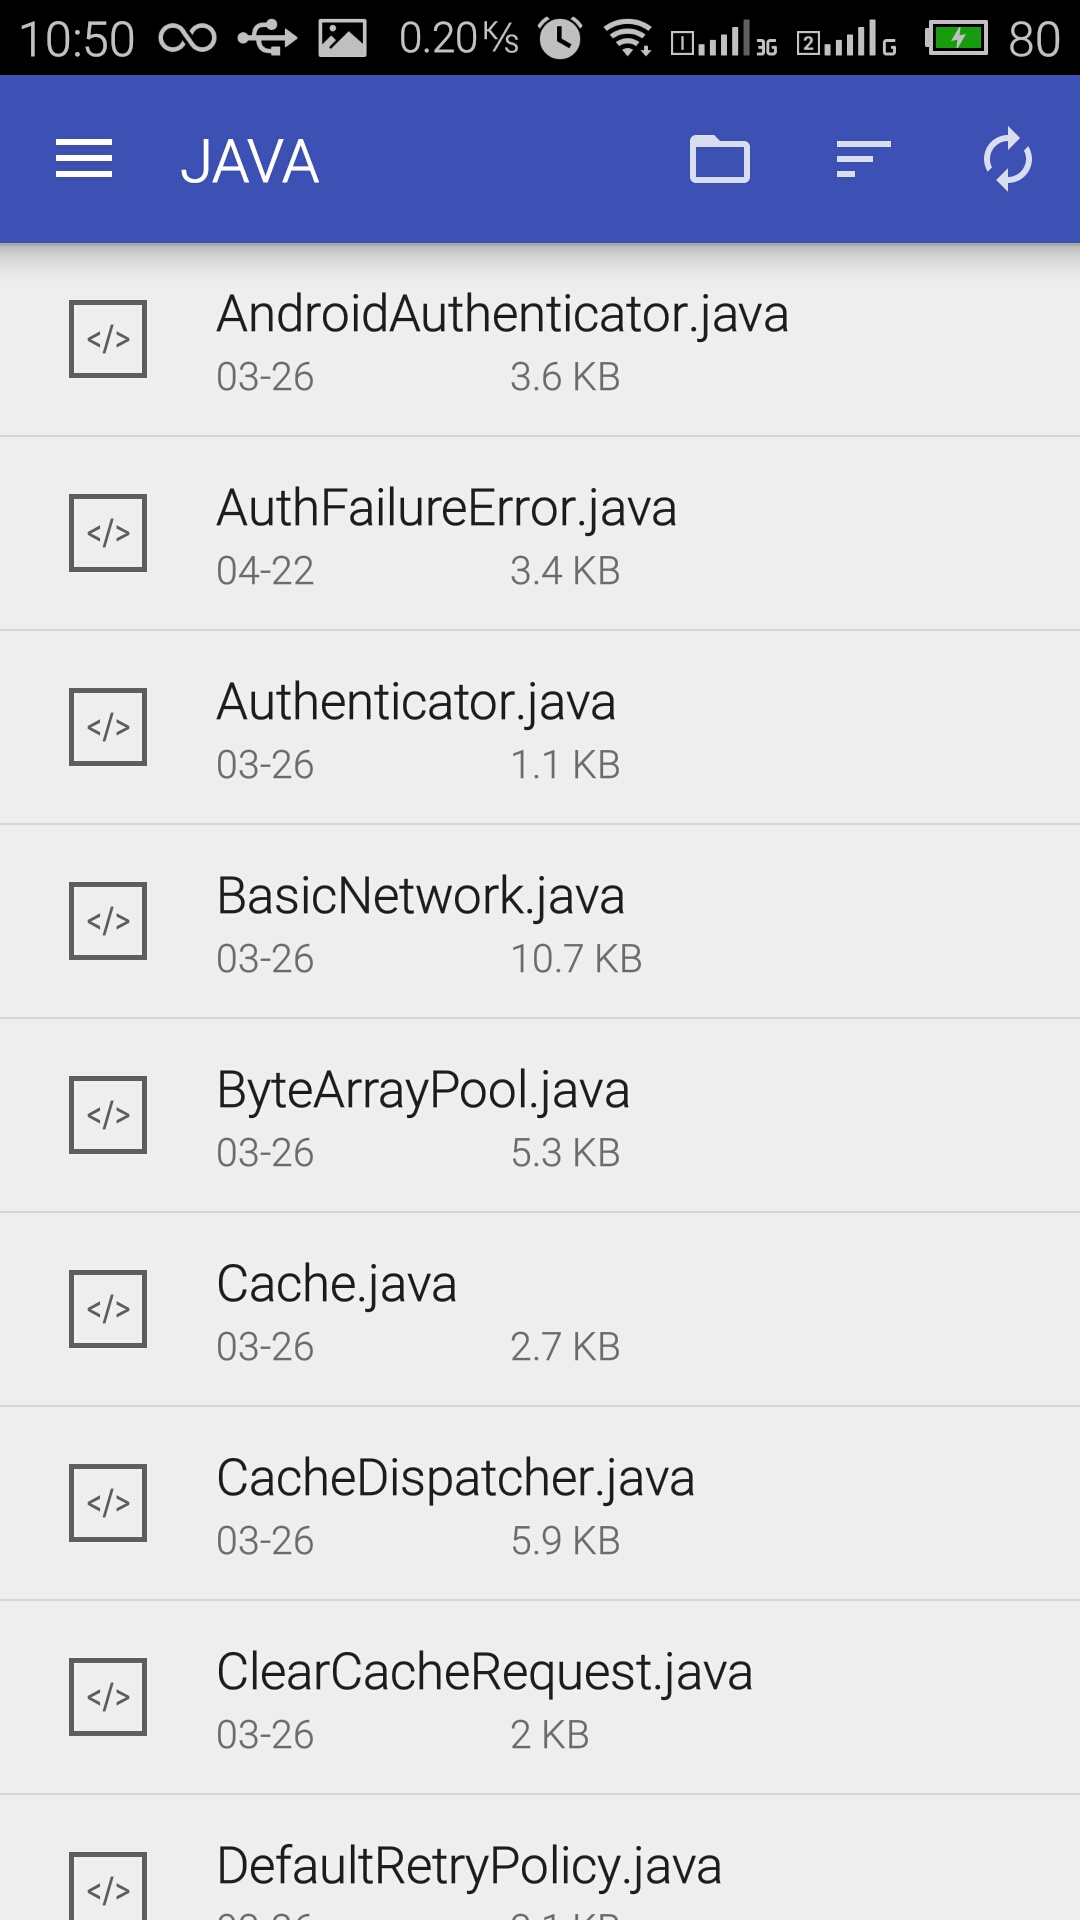 10:50 0.20 K/s 1 3G 2 G 80
JAVA
</> AndroidAuthenticator.java
03-26 3.6 KB
</> AuthFailureError.java
04-22 3.4 KB
</> Authenticator.java
03-26 1.1 KB
</> BasicNetwork.java
03-26 10.7 KB
</> ByteArrayPool.java
03-26 5.3 KB
</> Cache.java
03-26 2.7 KB
</> CacheDispatcher.java
03-26 5.9 KB
</> ClearCacheRequest.java
03-26 2 KB
</> DefaultRetryPolicy.java